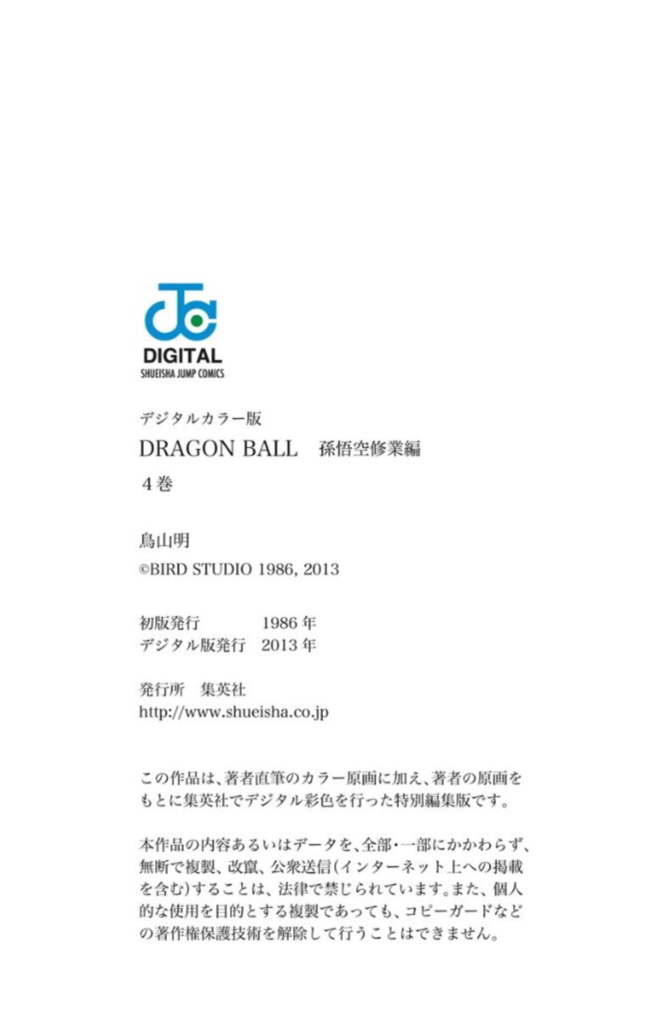 DIGITAL
SHUEISHA JUMP COMICS
デジタルカラー版
DRAGON BALL 孫悟空修業編
４巻
鳥山明
©BIRD STUDIO 1986, 2013
初版発行 1986 年
デジタル版発行 2013 年
発行所 集英社
http://www.shueisha.co.jp
この作品は、著者直筆のカラー原画に加え、著者の原画を
もとに集英社でデジタル彩色を行った特別編集版です。
本作品の内容あるいはデータを、全部・一部にかかわらず、
無断で複製、改竄、公衆送信(インターネット上への掲載
を含む)することは、法律で禁じられています。また、個人
的な使用を目的とする複製であっても、コピーガードなど
の著作権保護技術を解除して行うことはできません。